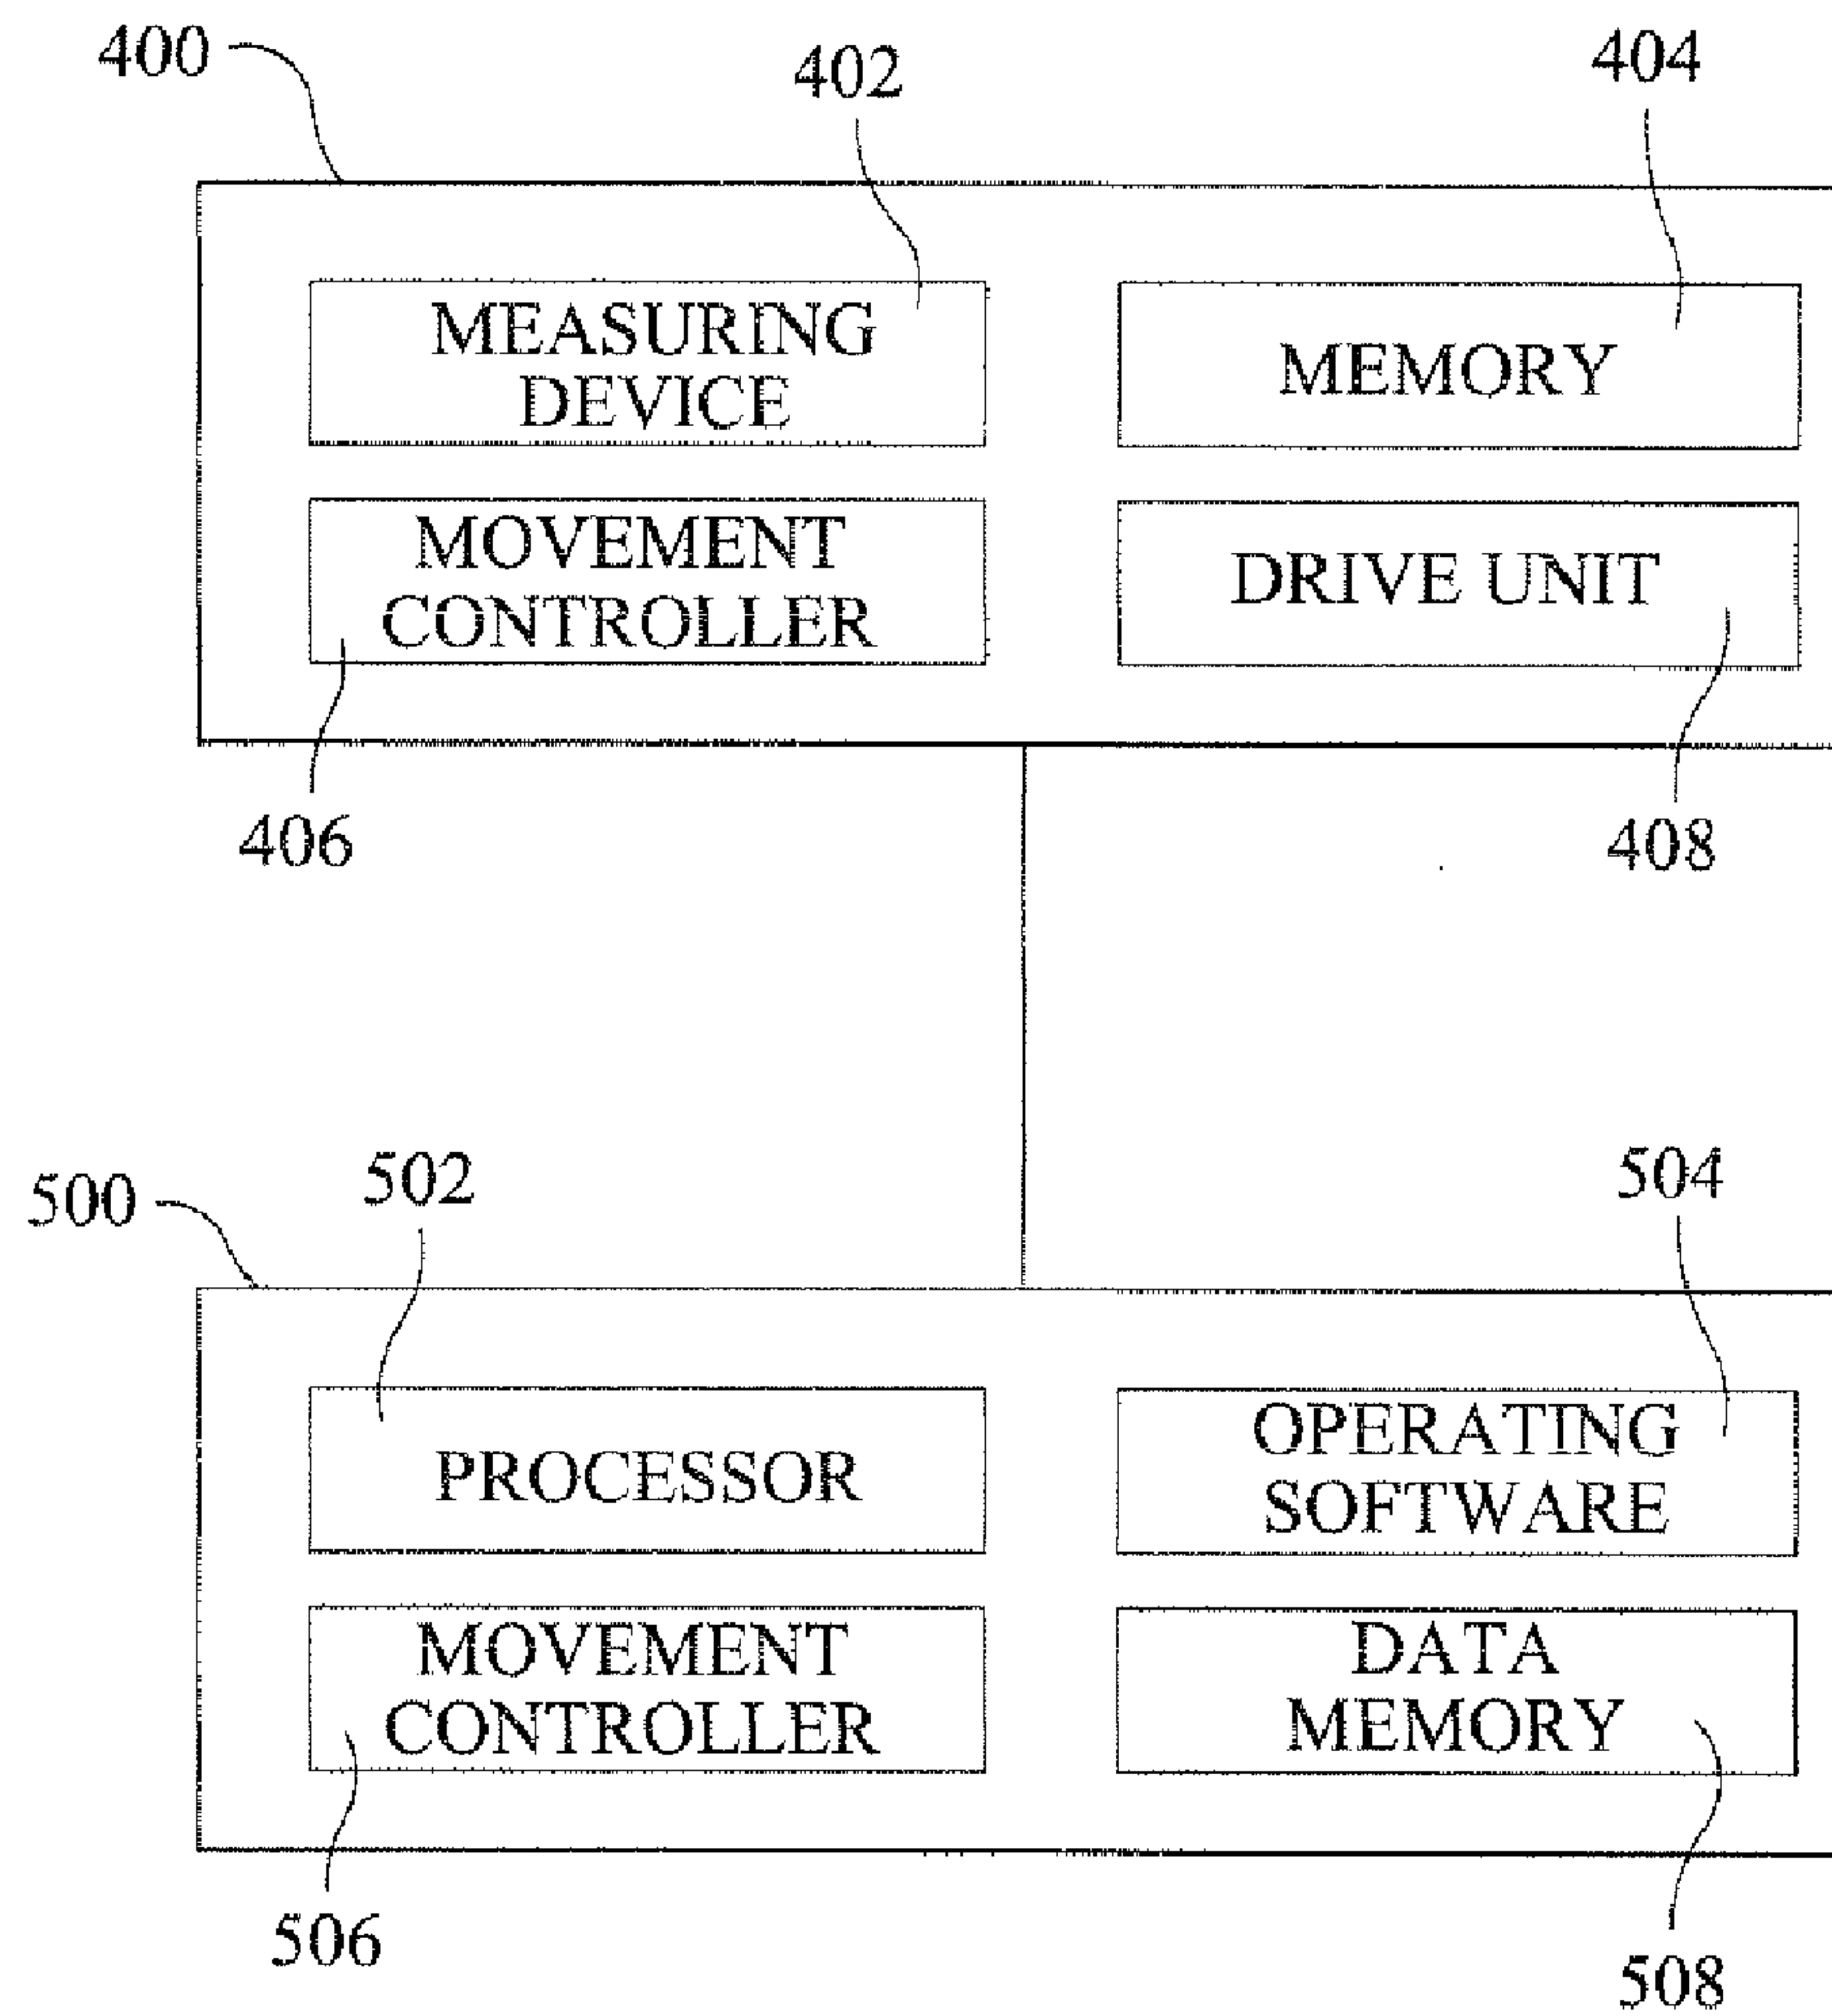 400
402
404
MEASURING
DEVICE
MEMORY
MOVEMENT
CONTROLLER
DRIVE UNIT
406
408
500
502
504
PROCESSOR
OPERATING
SOFTWARE
MOVEMENT
CONTROLLER
DATA
MEMORY
506
508